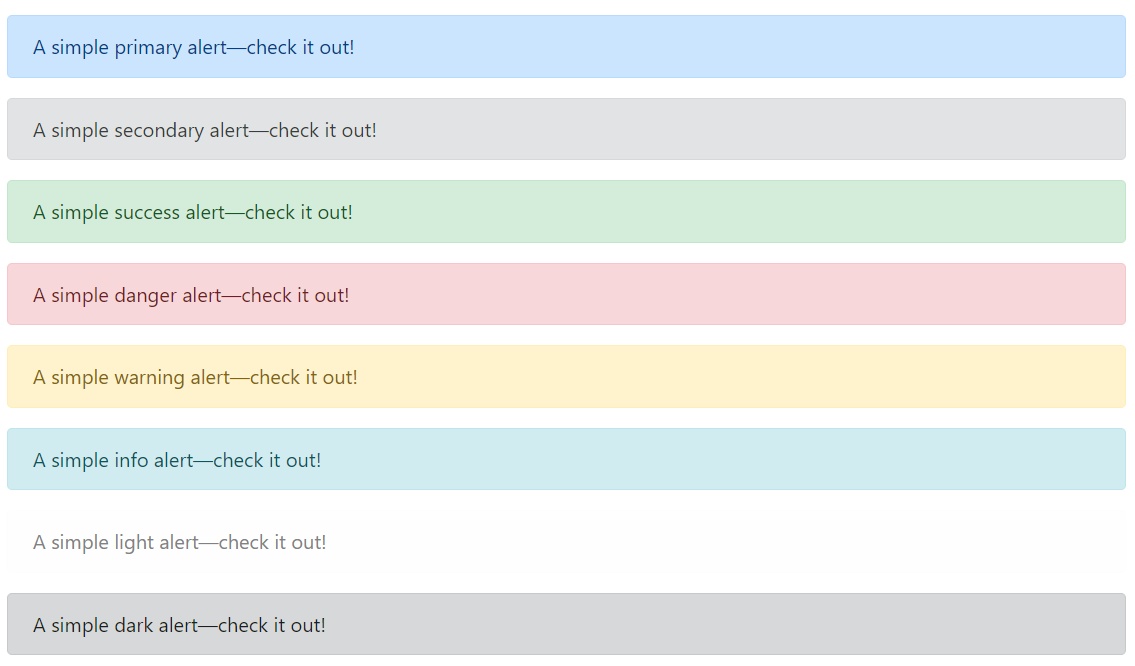 A simple primary alert—check it out!
A simple secondary alert—check it out!
A simple success alert—check it out!
A simple danger alert—check it out!
A simple warning alert—check it out!
A simple info alert—check it out!
A simple light alert—check it out!
A simple dark alert—check it out!